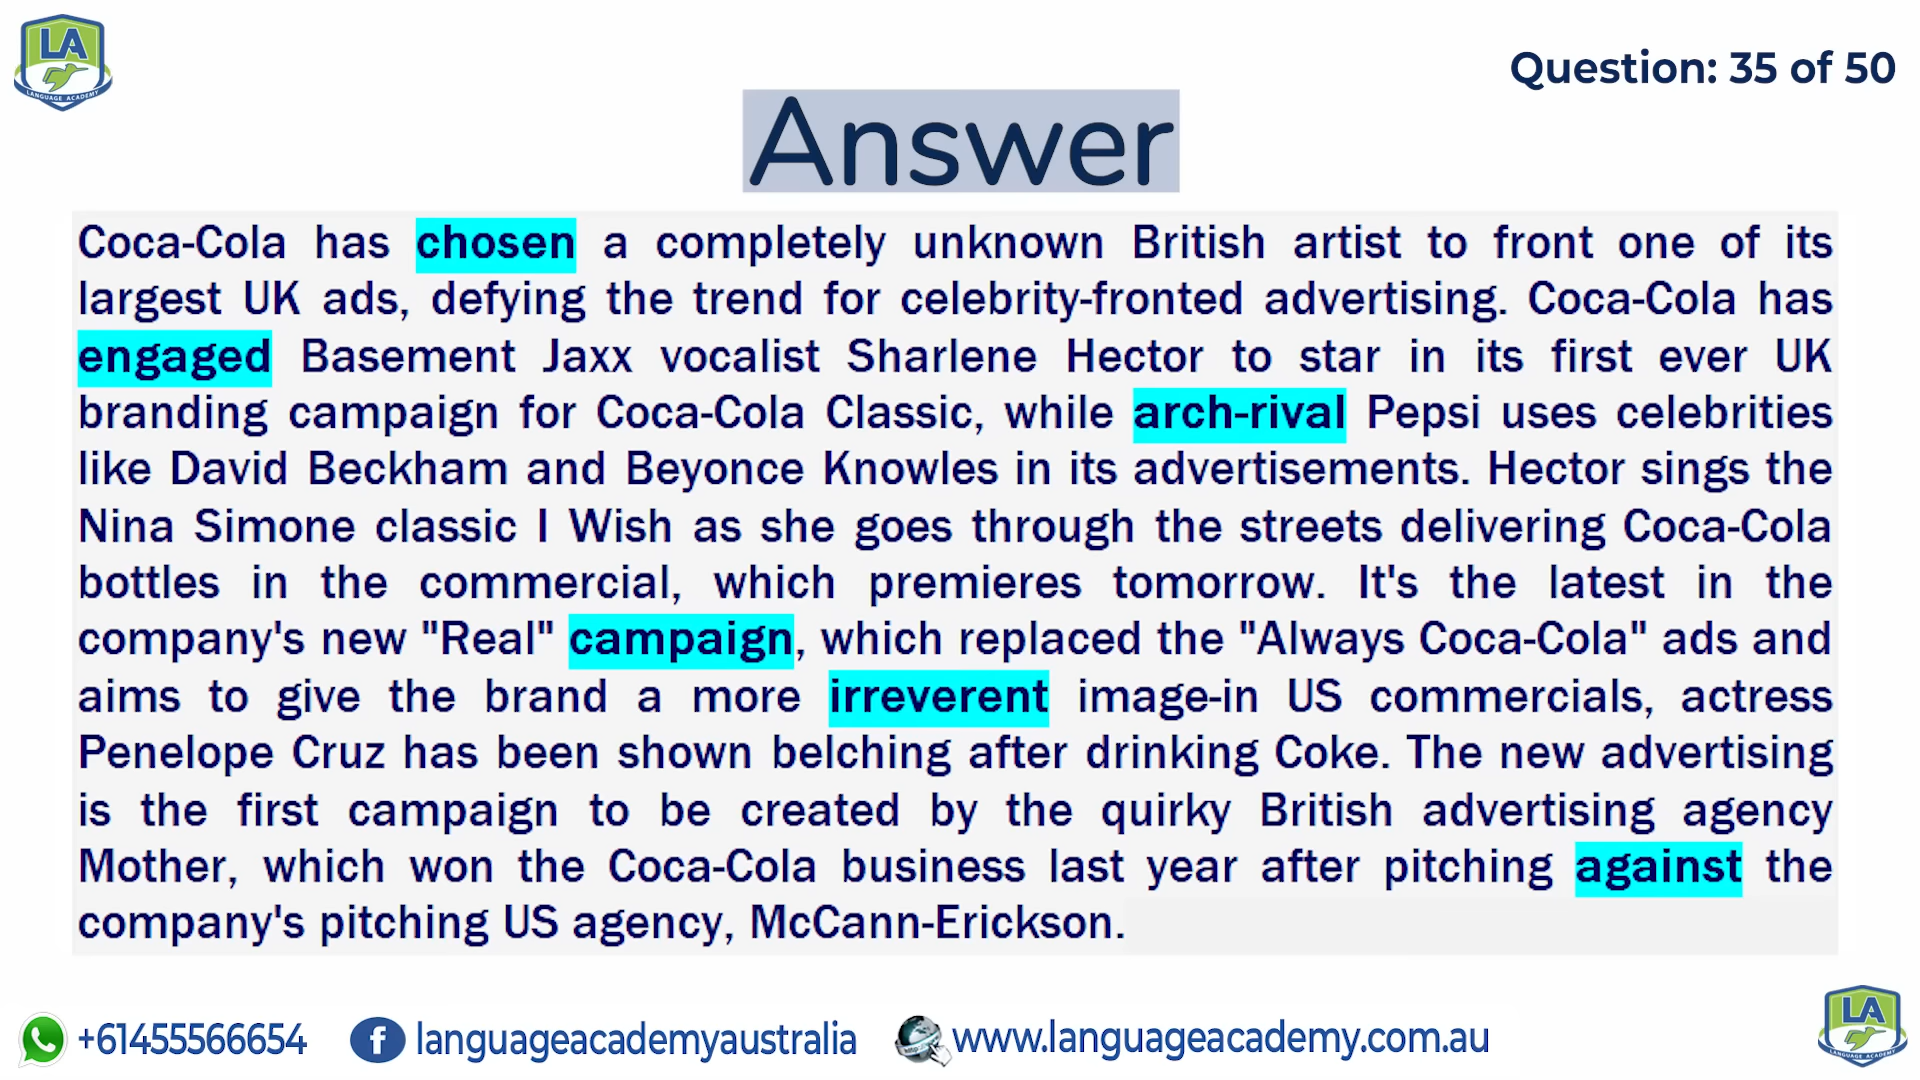 LA
LANGUAGE ACADEMY
Question: 35 of 50
Answer
Coca-Cola has chosen a completely unknown British artist to front one of its
largest UK ads, defying the trend for celebrity-fronted advertising. Coca-Cola has
engaged Basement Jaxx vocalist Sharlene Hector to star in its first ever UK
branding campaign for Coca-Cola Classic, while arch-rival Pepsi uses celebrities
like David Beckham and Beyonce Knowles in its advertisements. Hector sings the
Nina Simone classic I Wish as she goes through the streets delivering Coca-Cola
bottles in the commercial, which premieres tomorrow. It's the latest in the
company's new "Real" campaign, which replaced the "Always Coca-Cola" ads and
aims to give the brand a more irreverent image-in US commercials, actress
Penelope Cruz has been shown belching after drinking Coke. The new advertising
is the first campaign to be created by the quirky British advertising agency
Mother, which won the Coca-Cola business last year after pitching against the
company's pitching US agency, McCann-Erickson.
+61455566654
f languageacademyaustralia
http:// www.languageacademy.com.au
LA
LANGUAGE ACADEMY